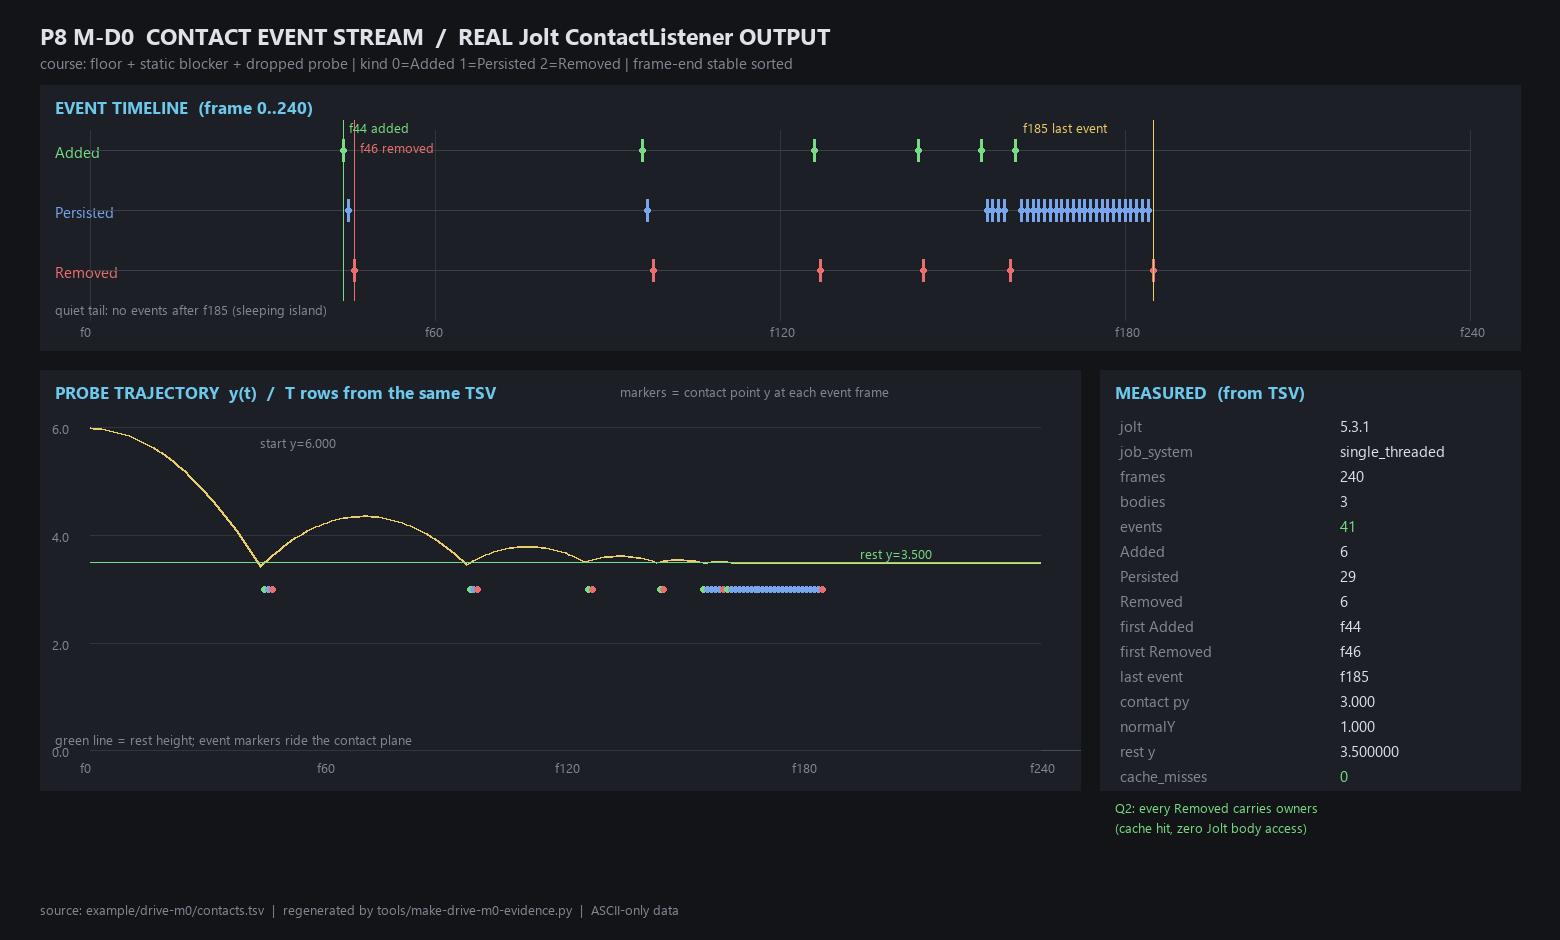 P8 M-D0  CONTACT EVENT STREAM  /  REAL Jolt ContactListener OUTPUT
course: floor + static blocker + dropped probe | kind 0=Added 1=Persisted 2=Removed | frame-end stable sorted
EVENT TIMELINE  (frame 0..240)
f44 added
f185 last event
f46 removed
Added
Persisted
Removed
quiet tail: no events after f185 (sleeping island)
f0
f60
f120
f180
f240
PROBE TRAJECTORY  y(t)  /  T rows from the same TSV
markers = contact point y at each event frame
6.0
start y=6.000
4.0
rest y=3.500
2.0
green line = rest height; event markers ride the contact plane
0.0
f0
f60
f120
f180
f240
MEASURED  (from TSV)
jolt 5.3.1
job_system single_threaded
frames 240
bodies 3
events 41
Added 6
Persisted 29
Removed 6
first Added f44
first Removed f46
last event f185
contact py 3.000
normalY 1.000
rest y 3.500000
cache_misses 0
Q2: every Removed carries owners
(cache hit, zero Jolt body access)
source: example/drive-m0/contacts.tsv  |  regenerated by tools/make-drive-m0-evidence.py  |  ASCII-only data